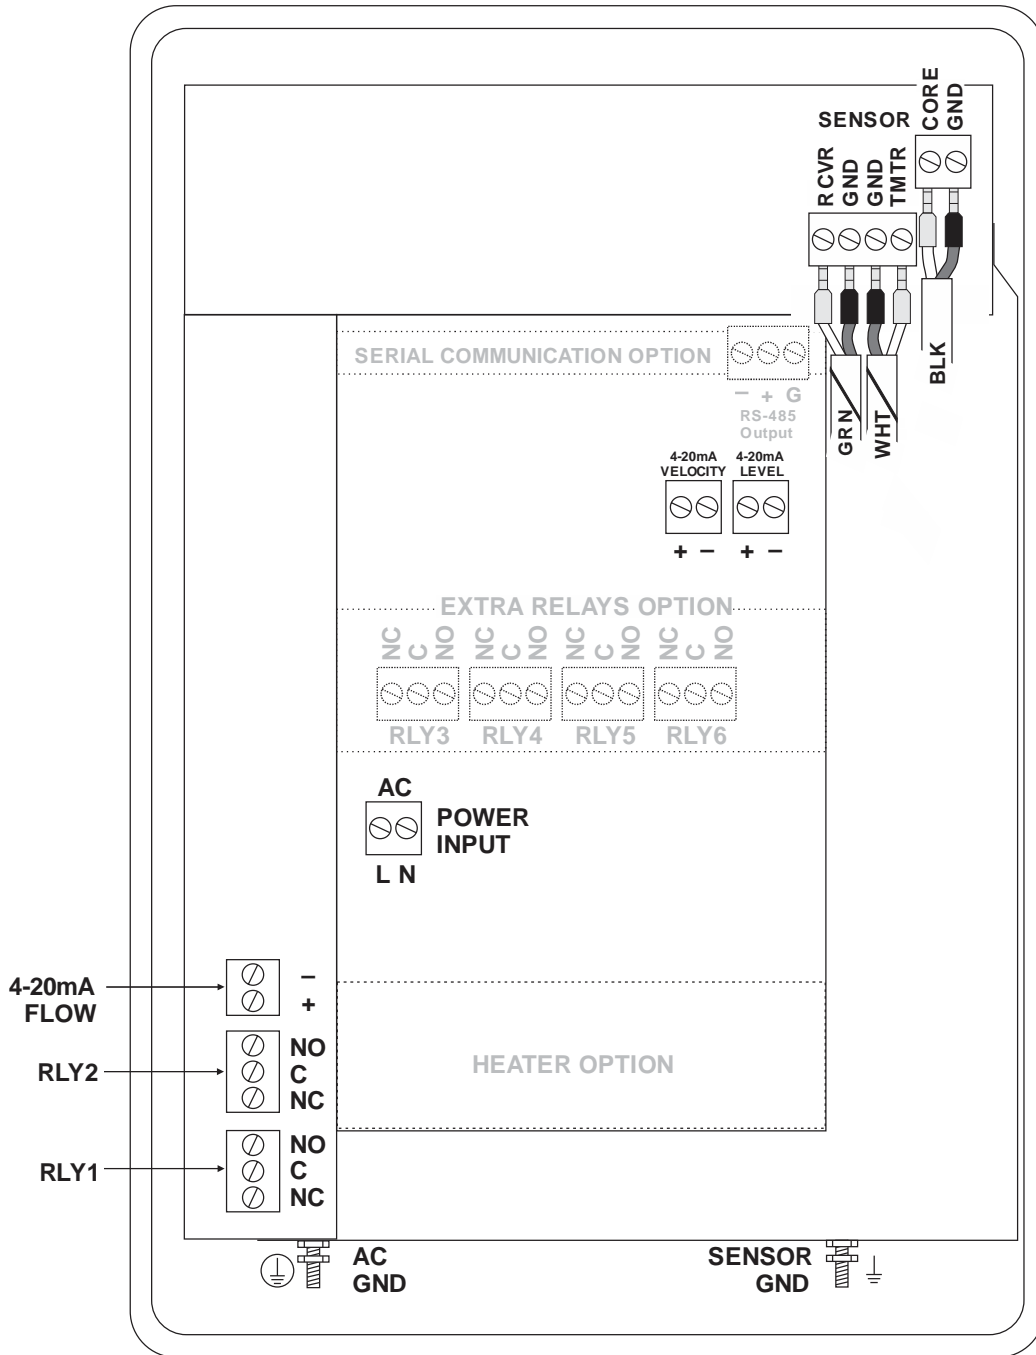 CORE
GND
SENSOR
RCVR
GND
GND
TMTR
BLK
GRN
WHT
SERIAL COMMUNICATION OPTION
– + G
RS-485
Output
4-20mA
VELOCITY
+ –
4-20mA
LEVEL
+ –
EXTRA RELAYS OPTION
NC
C
NO
NC
C
NO
NC
C
NO
NC
C
NO
RLY3
RLY4
RLY5
RLY6
AC
POWER
INPUT
L N
4-20mA
FLOW
–
+
RLY2
NO
C
NC
HEATER OPTION
RLY1
NO
C
NC
AC
GND
SENSOR
GND